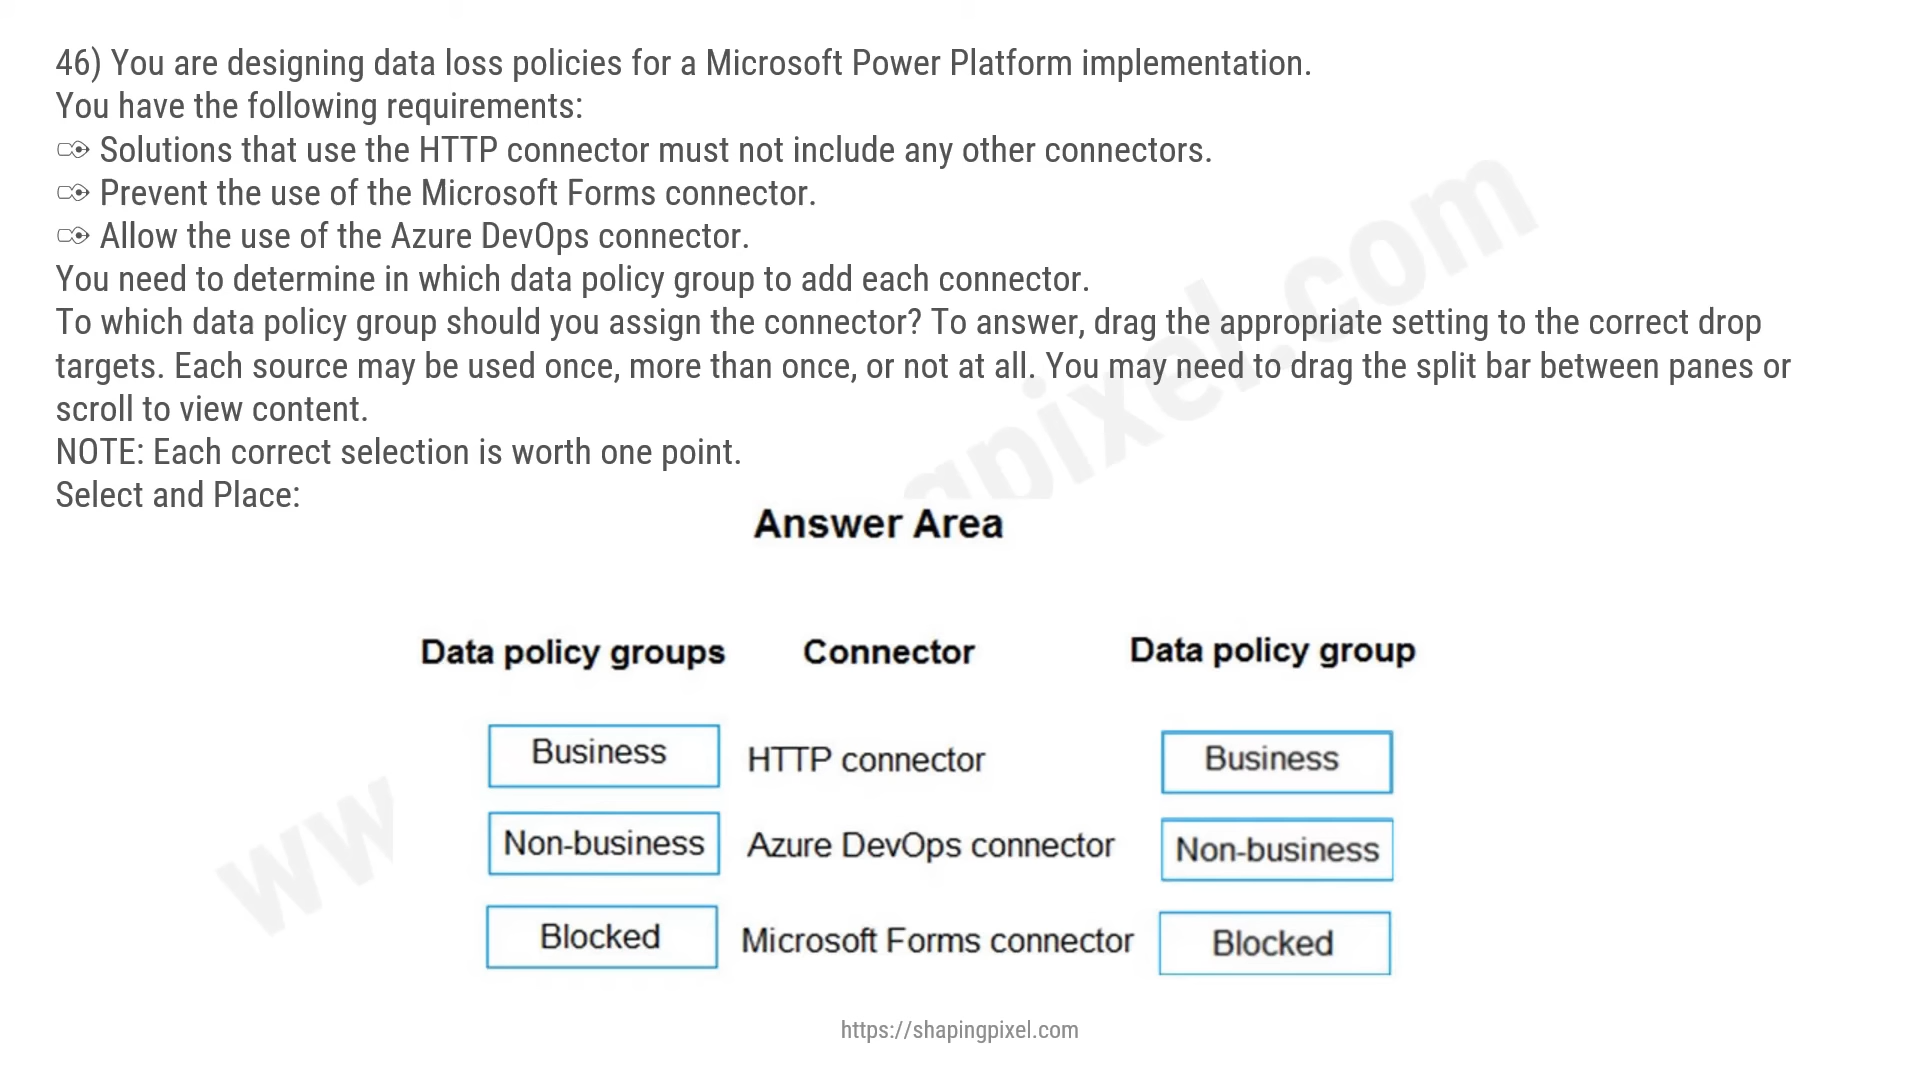 46) You are designing data loss policies for a Microsoft Power Platform implementation.
You have the following requirements:
Solutions that use the HTTP connector must not include any other connectors.
Prevent the use of the Microsoft Forms connector.
Allow the use of the Azure DevOps connector.
You need to determine in which data policy group to add each connector.
To which data policy group should you assign the connector? To answer, drag the appropriate setting to the correct drop
targets. Each source may be used once, more than once, or not at all. You may need to drag the split bar between panes or
scroll to view content.
NOTE: Each correct selection is worth one point.
Select and Place:
Answer Area
Data policy groups Connector Data policy group
Business HTTP connector Business
Non-business Azure DevOps connector Non-business
Blocked Microsoft Forms connector Blocked
https://shapingpixel.com